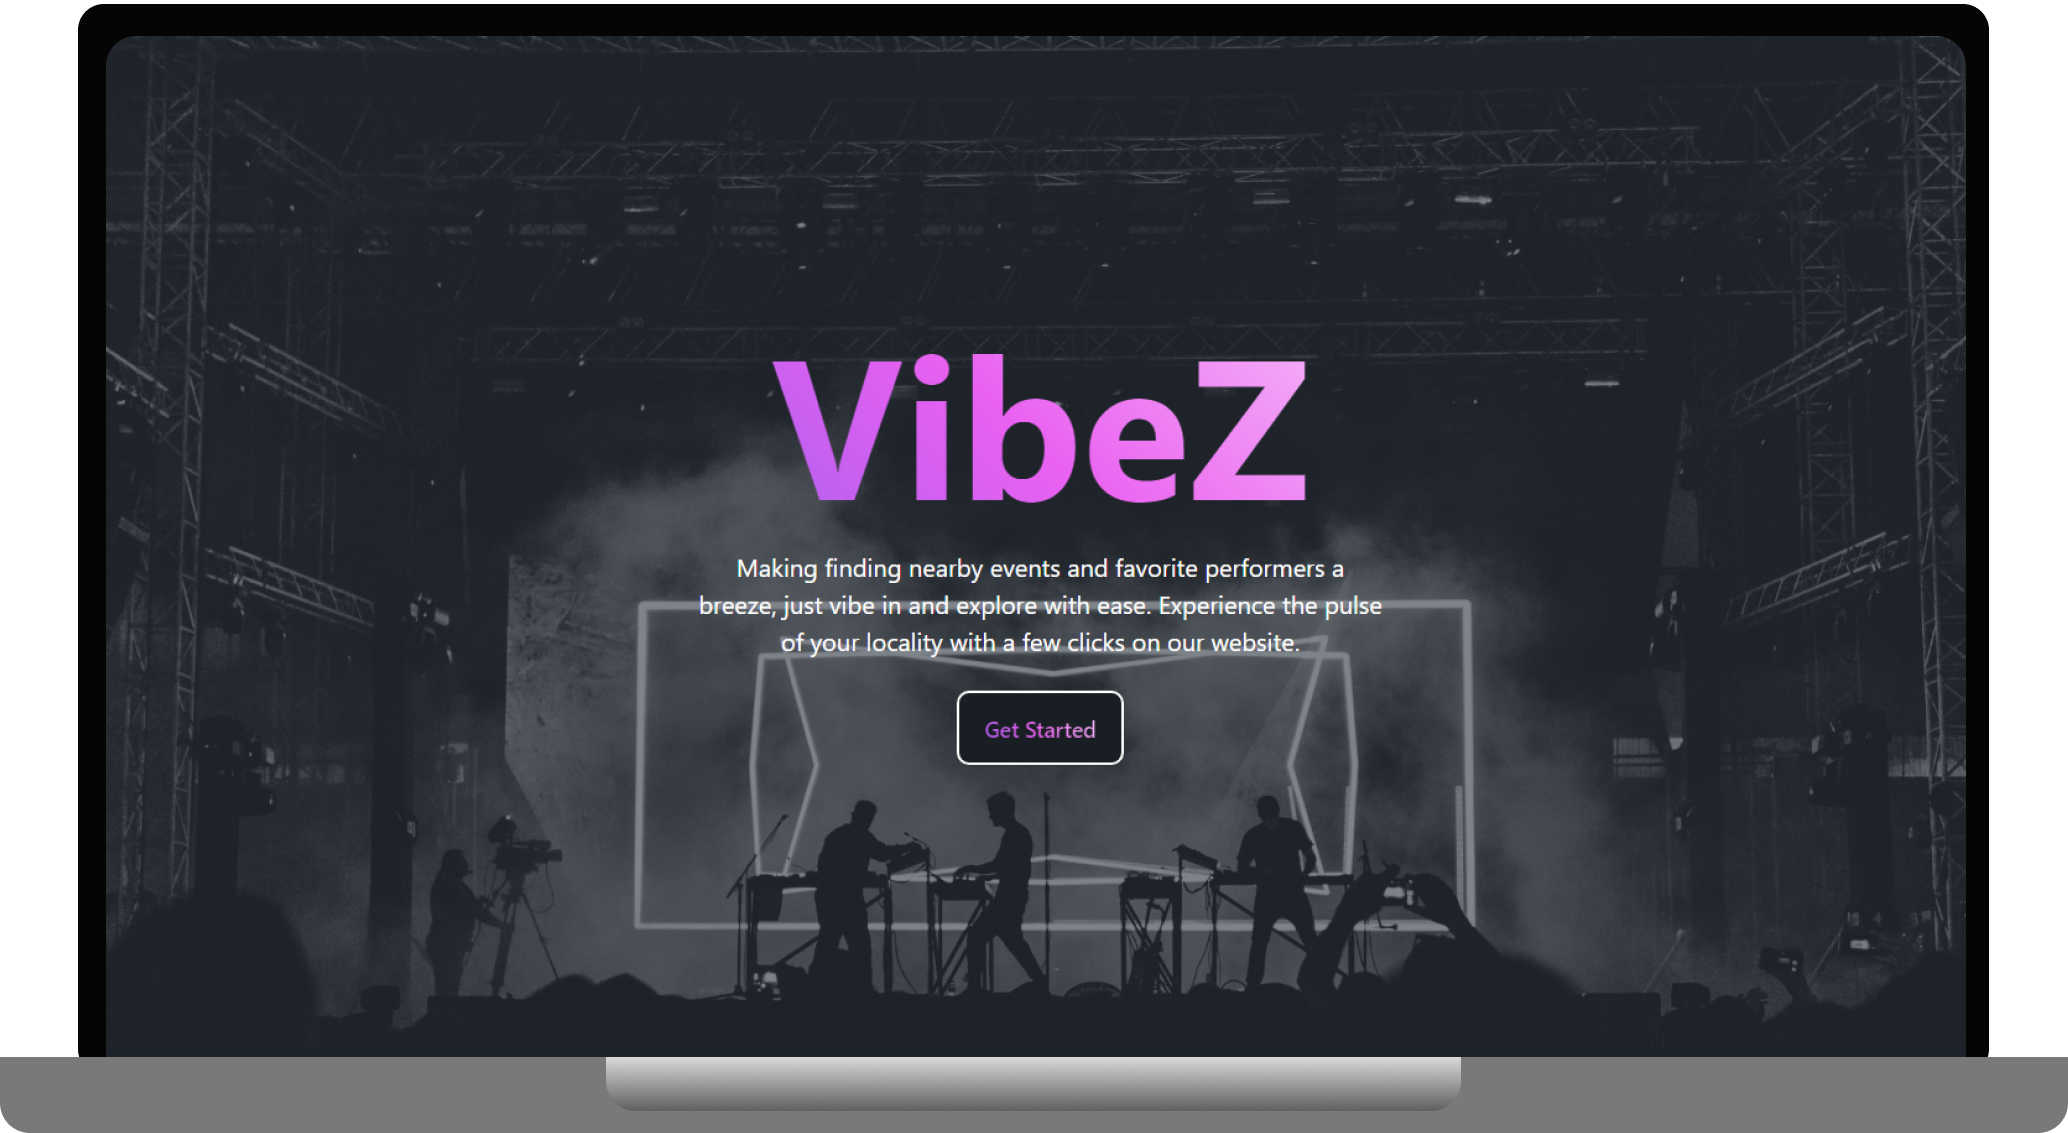 VibeZ
Making finding nearby events and favorite performers a
breeze, just vibe in and explore with ease. Experience the pulse
of your locality with a few clicks on our website.
Get Started